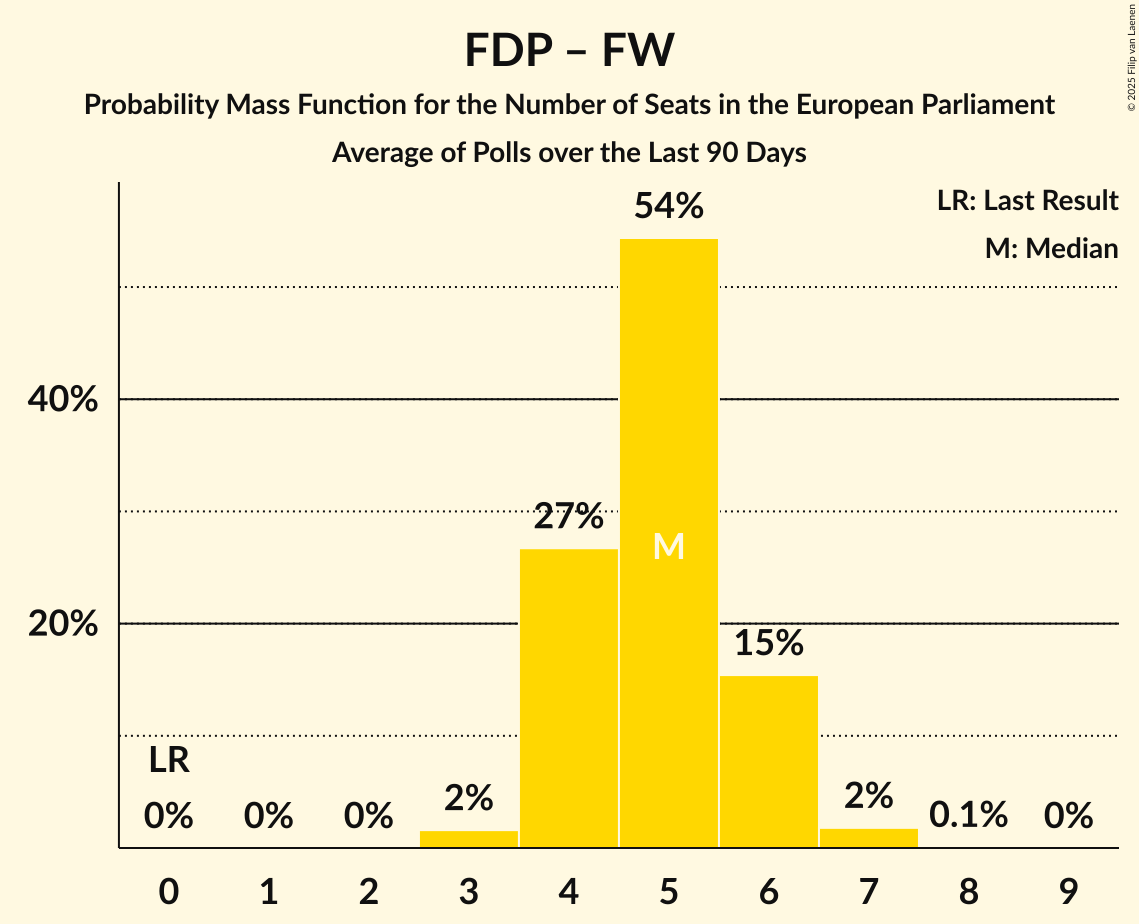 FDP – FW
Probability Mass Function for the Number of Seats in the European Parliament
Average of Polls over the Last 90 Days
© 2025 Filip van Laenen
LR: Last Result
M: Median
54%
40%
27%
M
20%
15%
LR
0%
0%
0%
2%
2%
0.1%
0%
0 1 2 3 4 5 6 7 8 9